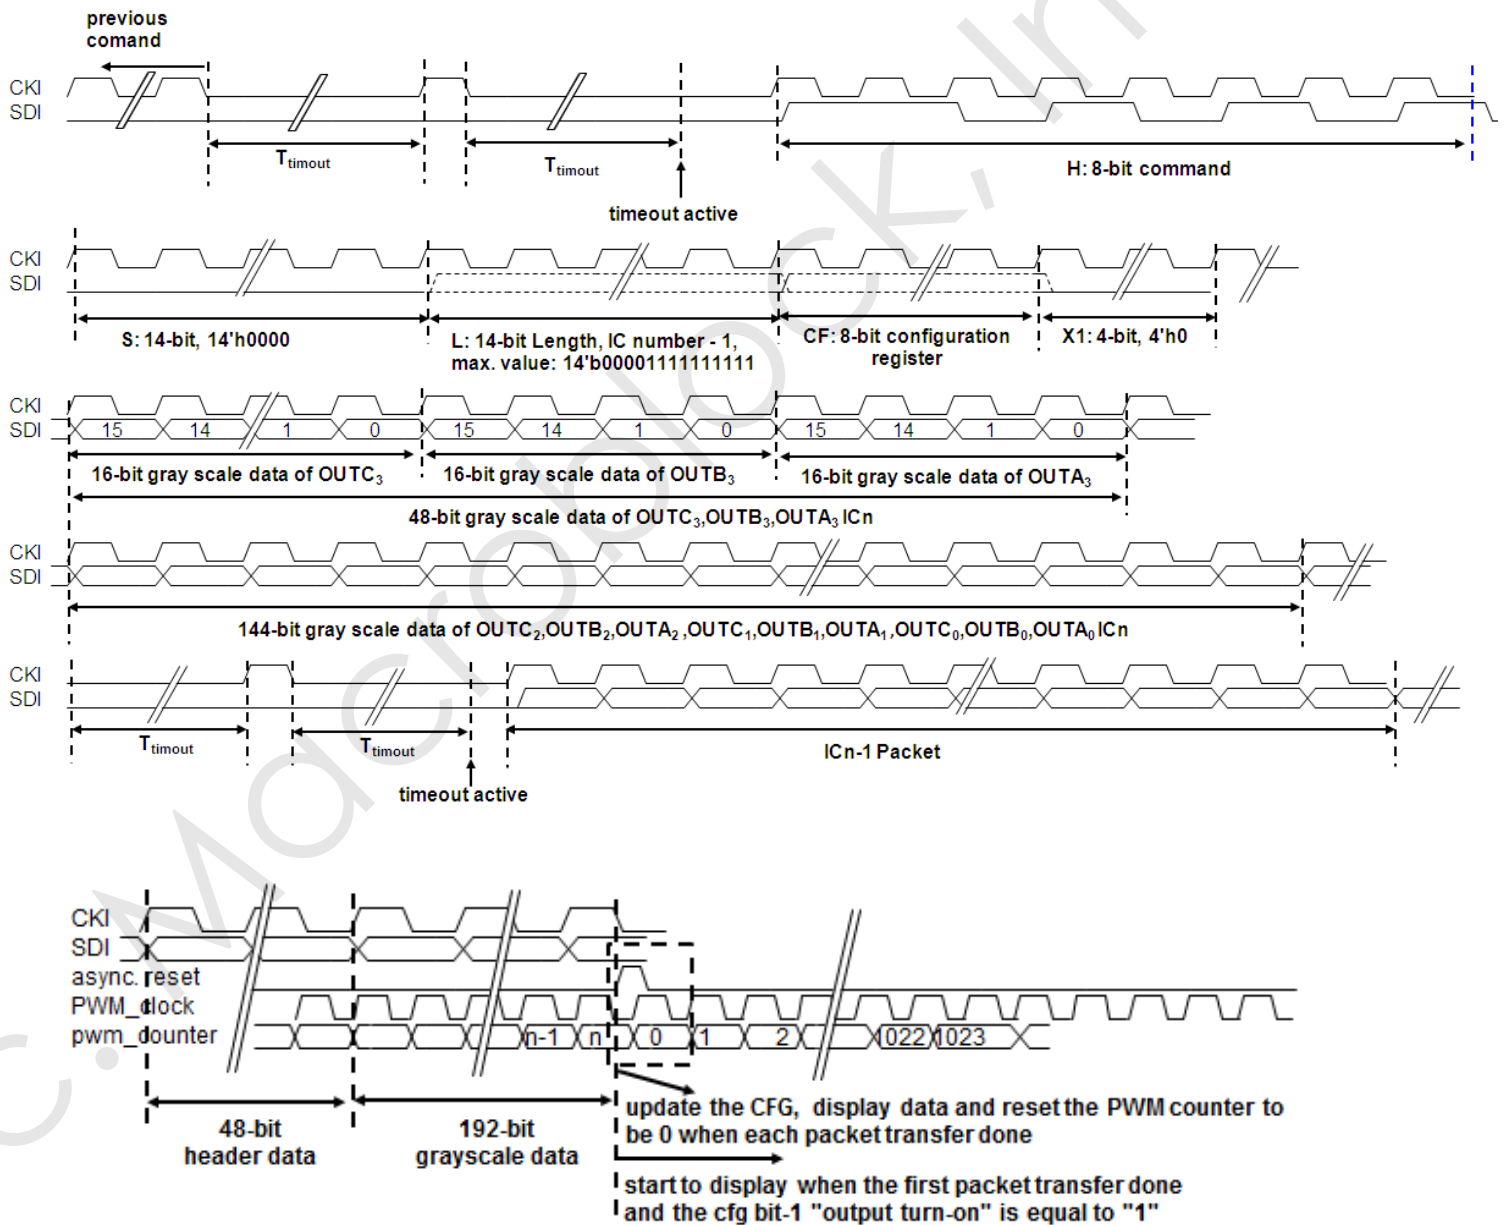 previous
comand
CKI
SDI
Ttimout
Ttimout
timeout active
H: 8-bit command
CKI
SDI
S: 14-bit, 14'h0000
L: 14-bit Length, IC number - 1,
max. value: 14'b00001111111111
CF: 8-bit configuration
register
X1: 4-bit, 4'h0
CKI
SDI
15 14 1 0 15 14 1 0 15 14 1 0
16-bit gray scale data of OUTC3
16-bit gray scale data of OUTB3
16-bit gray scale data of OUTA3
48-bit gray scale data of OUTC3,OUTB3,OUTA3 ICn
CKI
SDI
144-bit gray scale data of OUTC2,OUTB2,OUTA2 ,OUTC1,OUTB1,OUTA1,OUTC0,OUTB0,OUTA0 ICn
CKI
SDI
Ttimout
Ttimout
timeout active
ICn-1 Packet
CKI
SDI
async. reset
PWM_clock
pwm_counter
n-1 n 0 1 2 1022 1023
48-bit
header data
192-bit
grayscale data
update the CFG, display data and reset the PWM counter to
be 0 when each packet transfer done
start to display when the first packet transfer done
and the cfg bit-1 "output turn-on" is equal to "1"
c. Macroblock, In